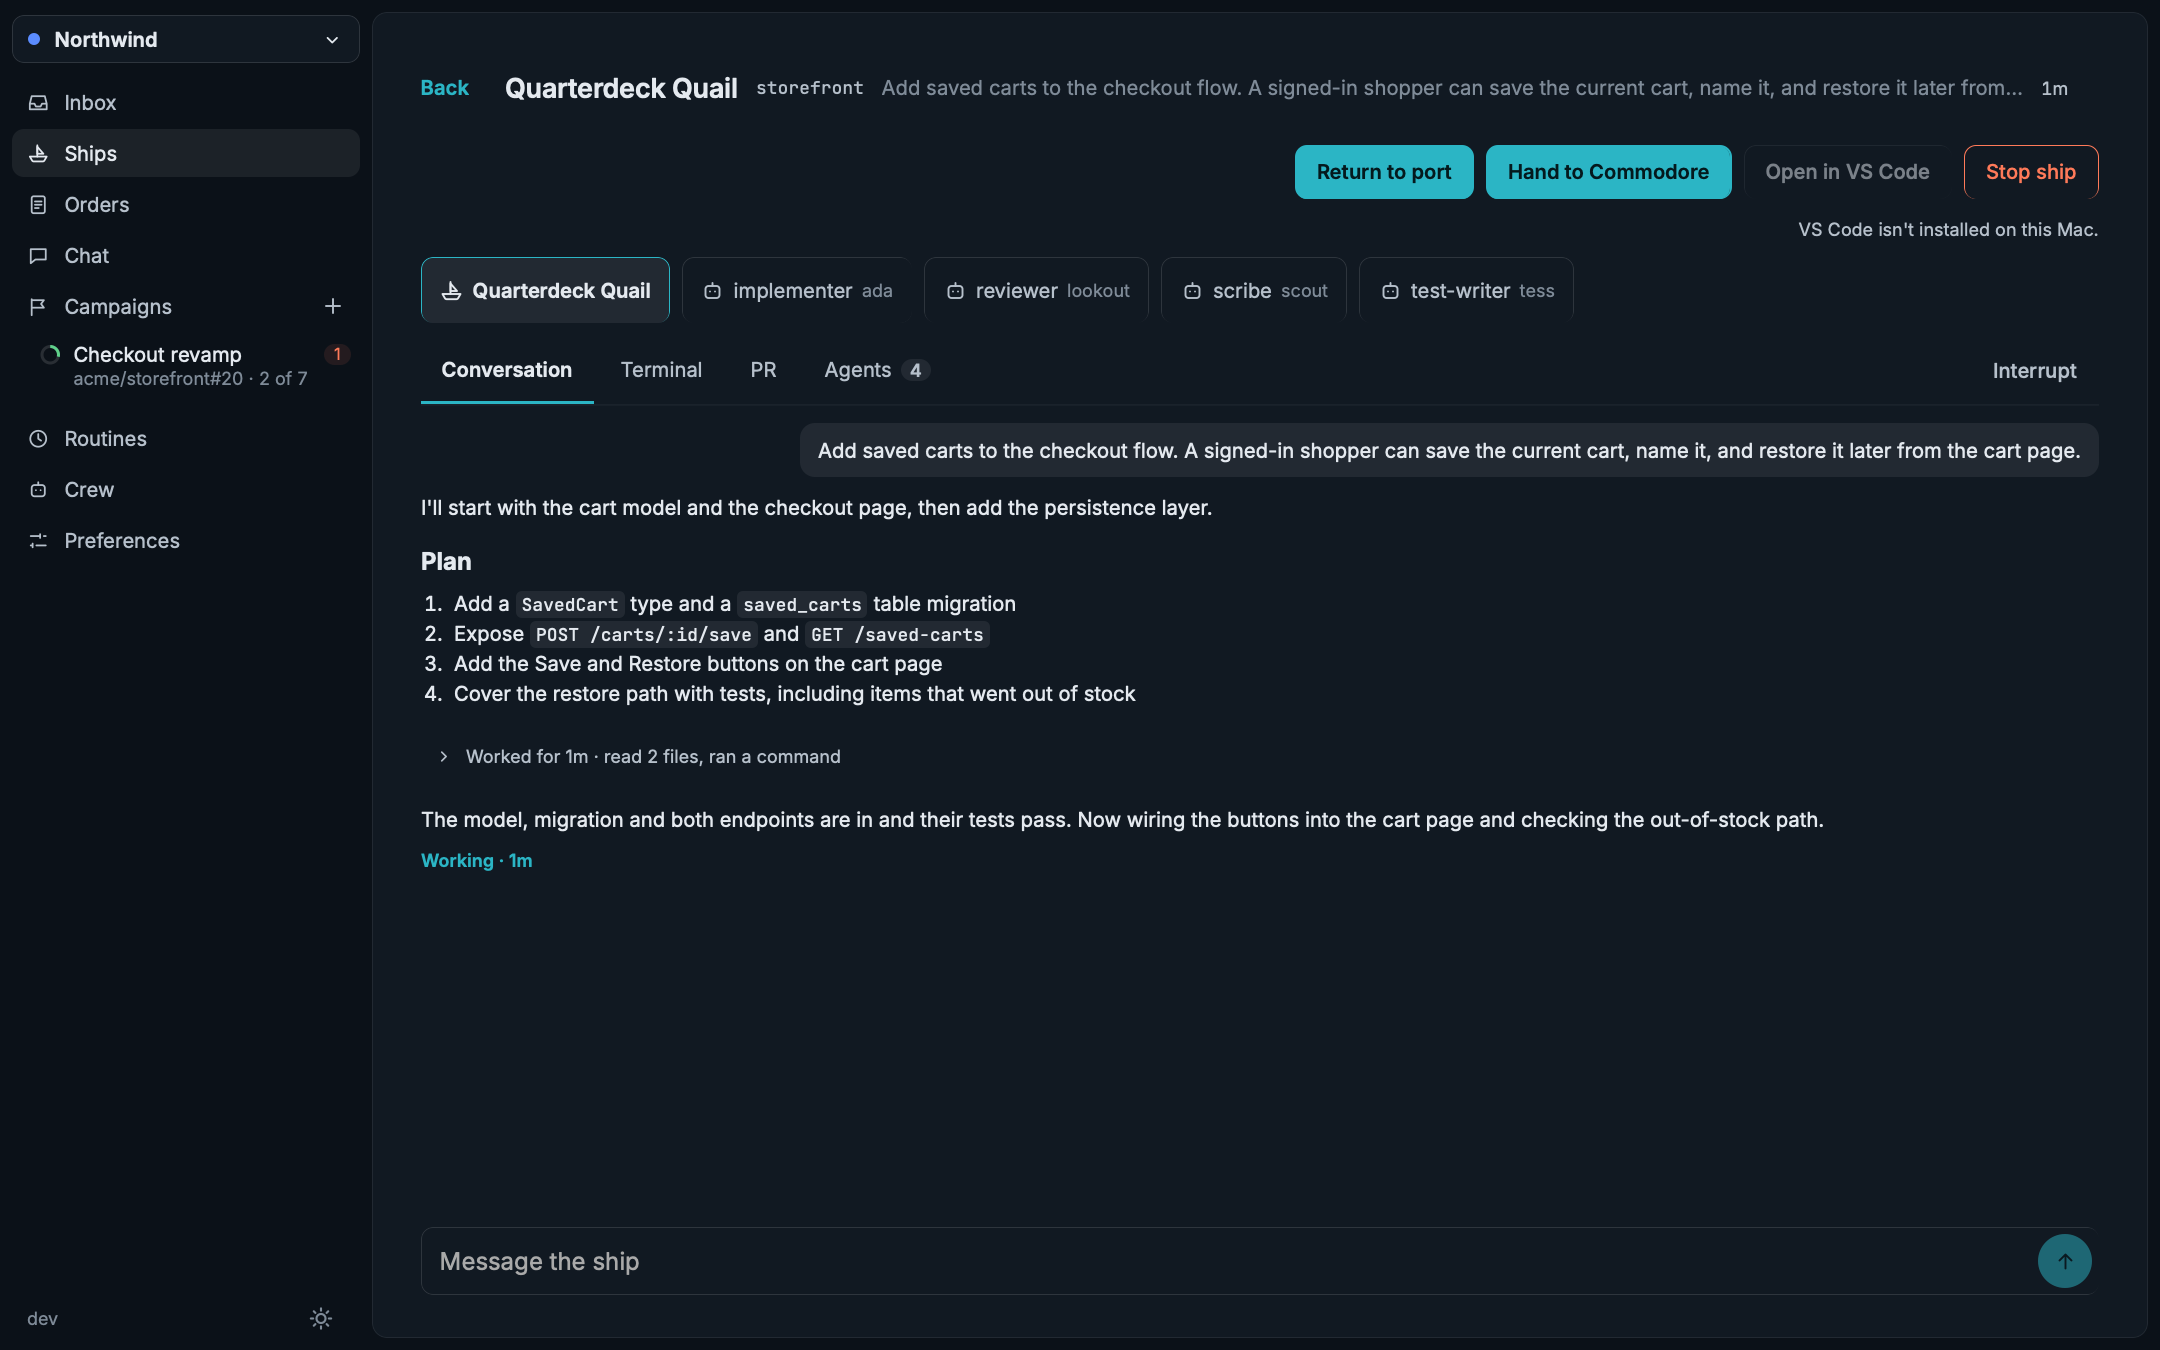 Northwind
Inbox
Ships
Orders
Chat
Campaigns
Checkout revamp 1
acme/storefront#20 · 2 of 7
Routines
Crew
Preferences
dev
Back Quarterdeck Quail storefront Add saved carts to the checkout flow. A signed-in shopper can save the current cart, name it, and restore it later from... 1m
Return to port Hand to Commodore Open in VS Code Stop ship
VS Code isn't installed on this Mac.
Quarterdeck Quail implementer ada reviewer lookout scribe scout test-writer tess
Conversation Terminal PR Agents 4 Interrupt
Add saved carts to the checkout flow. A signed-in shopper can save the current cart, name it, and restore it later from the cart page.
I'll start with the cart model and the checkout page, then add the persistence layer.
Plan
1. Add a SavedCart type and a saved_carts table migration
2. Expose POST /carts/:id/save and GET /saved-carts
3. Add the Save and Restore buttons on the cart page
4. Cover the restore path with tests, including items that went out of stock
Worked for 1m · read 2 files, ran a command
The model, migration and both endpoints are in and their tests pass. Now wiring the buttons into the cart page and checking the out-of-stock path.
Working · 1m
Message the ship